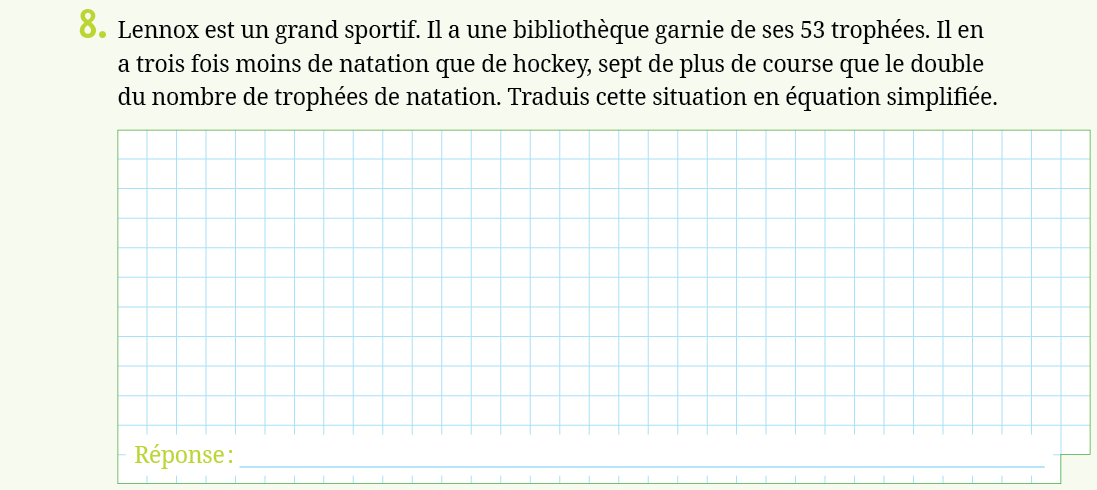 8. Lennox est un grand sportif. Il a une bibliothèque garnie de ses 53 trophées. Il en
a trois fois moins de natation que de hockey, sept de plus de course que le double
du nombre de trophées de natation. Traduis cette situation en équation simplifiée.
Réponse :